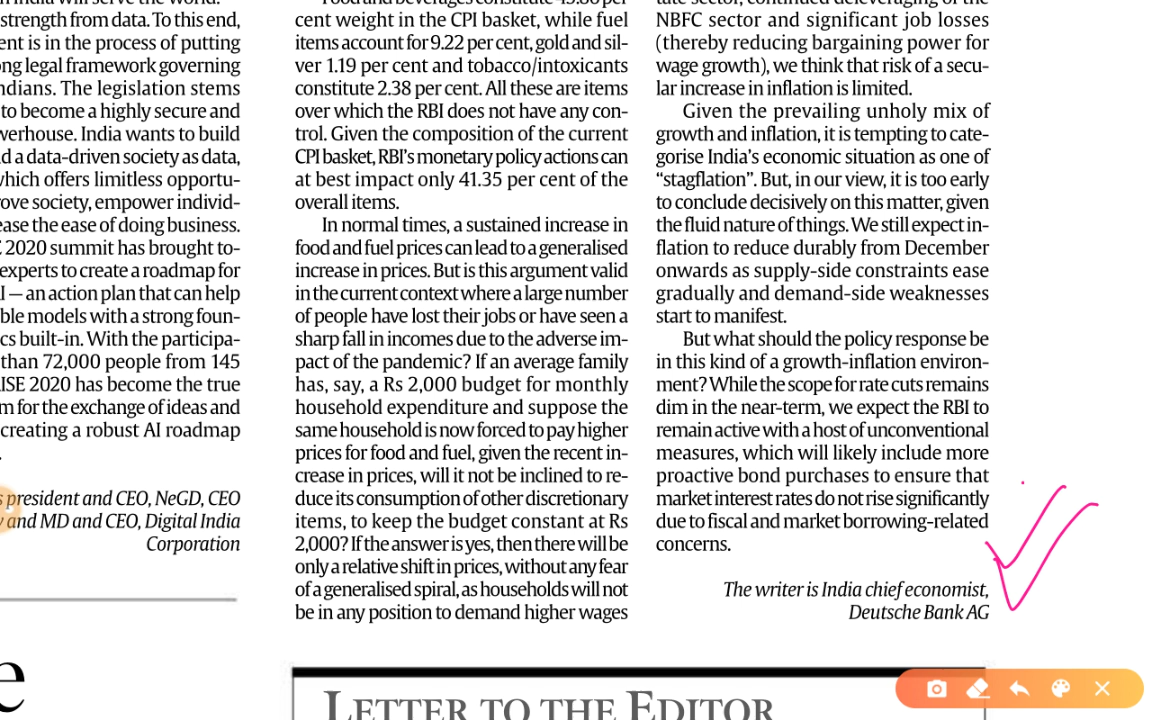 strength from data. To this end,
ent is in the process of putting
ong legal framework governing
ndians. The legislation stems
to become a highly secure and
werhouse. India wants to build
d a data-driven society as data,
which offers limitless opportu-
rove society, empower individ-
ease the ease of doing business.
E 2020 summit has brought to-
experts to create a roadmap for
I — an action plan that can help
ble models with a strong foun-
cs built-in. With the participa-
than 72,000 people from 145
AISE 2020 has become the true
m for the exchange of ideas and
creating a robust AI roadmap
.
s president and CEO, NeGD, CEO
v and MD and CEO, Digital India
Corporation
e
cent weight in the CPI basket, while fuel
items account for 9.22 per cent, gold and sil-
ver 1.19 per cent and tobacco/intoxicants
constitute 2.38 per cent. All these are items
over which the RBI does not have any con-
trol. Given the composition of the current
CPI basket, RBI's monetary policy actions can
at best impact only 41.35 per cent of the
overall items.
In normal times, a sustained increase in
food and fuel prices can lead to a generalised
increase in prices. But is this argument valid
in the current context where a large number
of people have lost their jobs or have seen a
sharp fall in incomes due to the adverse im-
pact of the pandemic? If an average family
has, say, a Rs 2,000 budget for monthly
household expenditure and suppose the
same household is now forced to pay higher
prices for food and fuel, given the recent in-
crease in prices, will it not be inclined to re-
duce its consumption of other discretionary
items, to keep the budget constant at Rs
2,000? If the answer is yes, then there will be
only a relative shift in prices, without any fear
of a generalised spiral, as households will not
be in any position to demand higher wages
NBFC sector and significant job losses
(thereby reducing bargaining power for
wage growth), we think that risk of a secu-
lar increase in inflation is limited.
Given the prevailing unholy mix of
growth and inflation, it is tempting to cate-
gorise India's economic situation as one of
“stagflation”. But, in our view, it is too early
to conclude decisively on this matter, given
the fluid nature of things. We still expect in-
flation to reduce durably from December
onwards as supply-side constraints ease
gradually and demand-side weaknesses
start to manifest.
But what should the policy response be
in this kind of a growth-inflation environ-
ment? While the scope for rate cuts remains
dim in the near-term, we expect the RBI to
remain active with a host of unconventional
measures, which will likely include more
proactive bond purchases to ensure that
market interest rates do not rise significantly
due to fiscal and market borrowing-related
concerns.
The writer is India chief economist,
Deutsche Bank AG
LETTER TO THE EDITOR